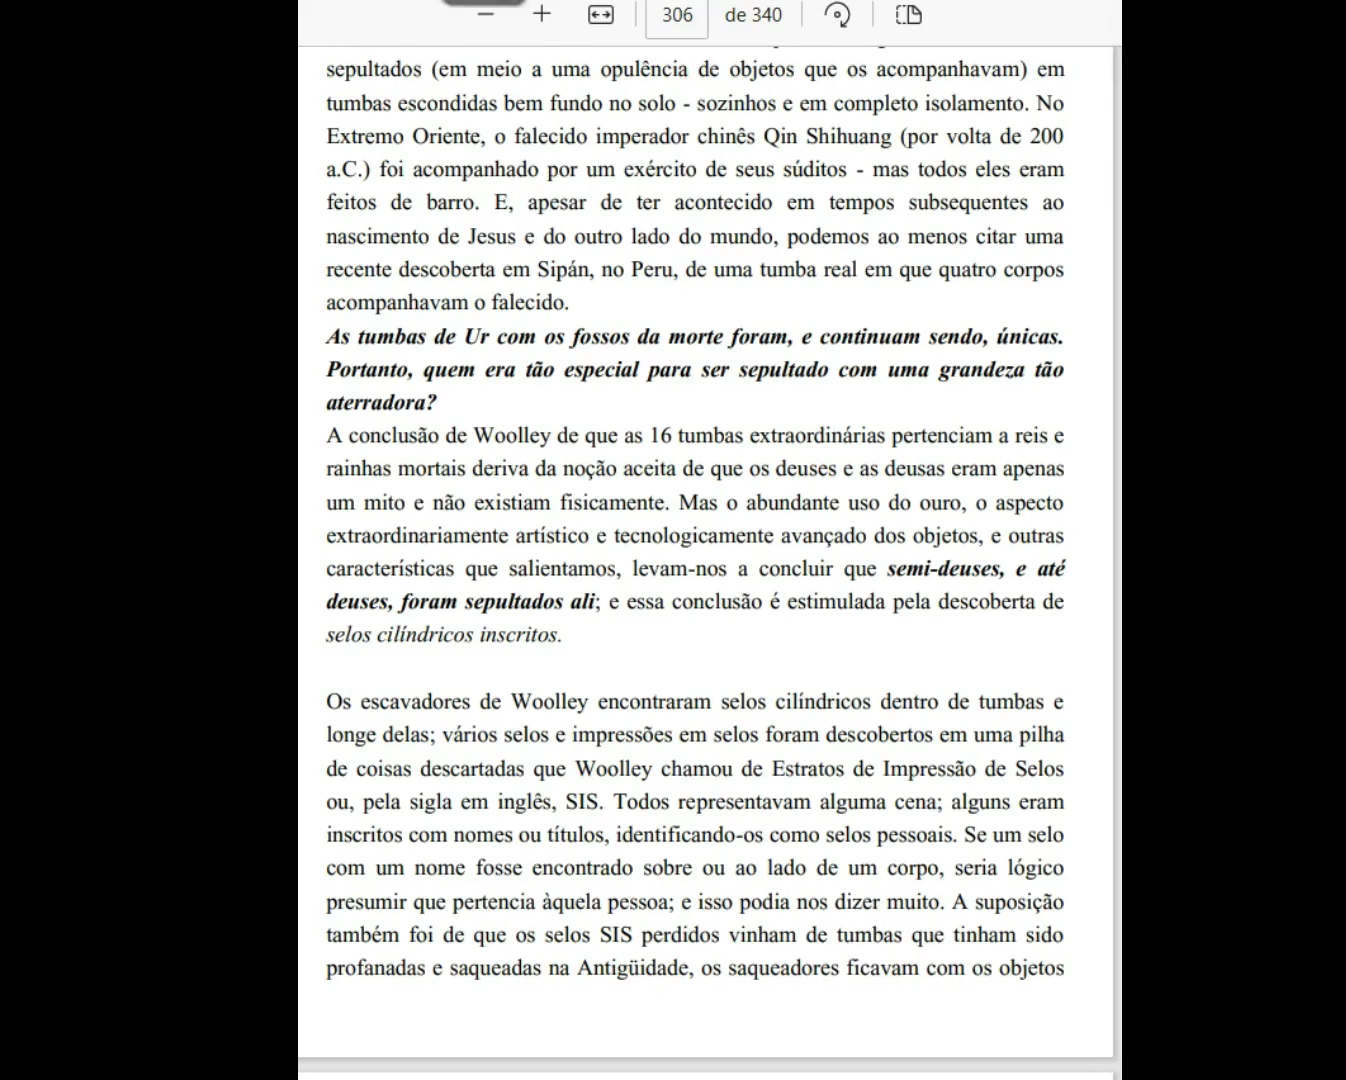 306 de 340
sepultados (em meio a uma opulência de objetos que os acompanhavam) em
tumbas escondidas bem fundo no solo - sozinhos e em completo isolamento. No
Extremo Oriente, o falecido imperador chinês Qin Shihuang (por volta de 200
a.C.) foi acompanhado por um exército de seus súditos - mas todos eles eram
feitos de barro. E, apesar de ter acontecido em tempos subsequentes ao
nascimento de Jesus e do outro lado do mundo, podemos ao menos citar uma
recente descoberta em Sipán, no Peru, de uma tumba real em que quatro corpos
acompanhavam o falecido.
As tumbas de Ur com os fossos da morte foram, e continuam sendo, únicas.
Portanto, quem era tão especial para ser sepultado com uma grandeza tão
aterradora?
A conclusão de Woolley de que as 16 tumbas extraordinárias pertenciam a reis e
rainhas mortais deriva da noção aceita de que os deuses e as deusas eram apenas
um mito e não existiam fisicamente. Mas o abundante uso do ouro, o aspecto
extraordinariamente artístico e tecnologicamente avançado dos objetos, e outras
características que salientamos, levam-nos a concluir que semi-deuses, e até
deuses, foram sepultados ali; e essa conclusão é estimulada pela descoberta de
selos cilíndricos inscritos.
Os escavadores de Woolley encontraram selos cilíndricos dentro de tumbas e
longe delas; vários selos e impressões em selos foram descobertos em uma pilha
de coisas descartadas que Woolley chamou de Estratos de Impressão de Selos
ou, pela sigla em inglês, SIS. Todos representavam alguma cena; alguns eram
inscritos com nomes ou títulos, identificando-os como selos pessoais. Se um selo
com um nome fosse encontrado sobre ou ao lado de um corpo, seria lógico
presumir que pertencia àquela pessoa; e isso podia nos dizer muito. A suposição
também foi de que os selos SIS perdidos vinham de tumbas que tinham sido
profanadas e saqueadas na Antigüidade, os saqueadores ficavam com os objetos